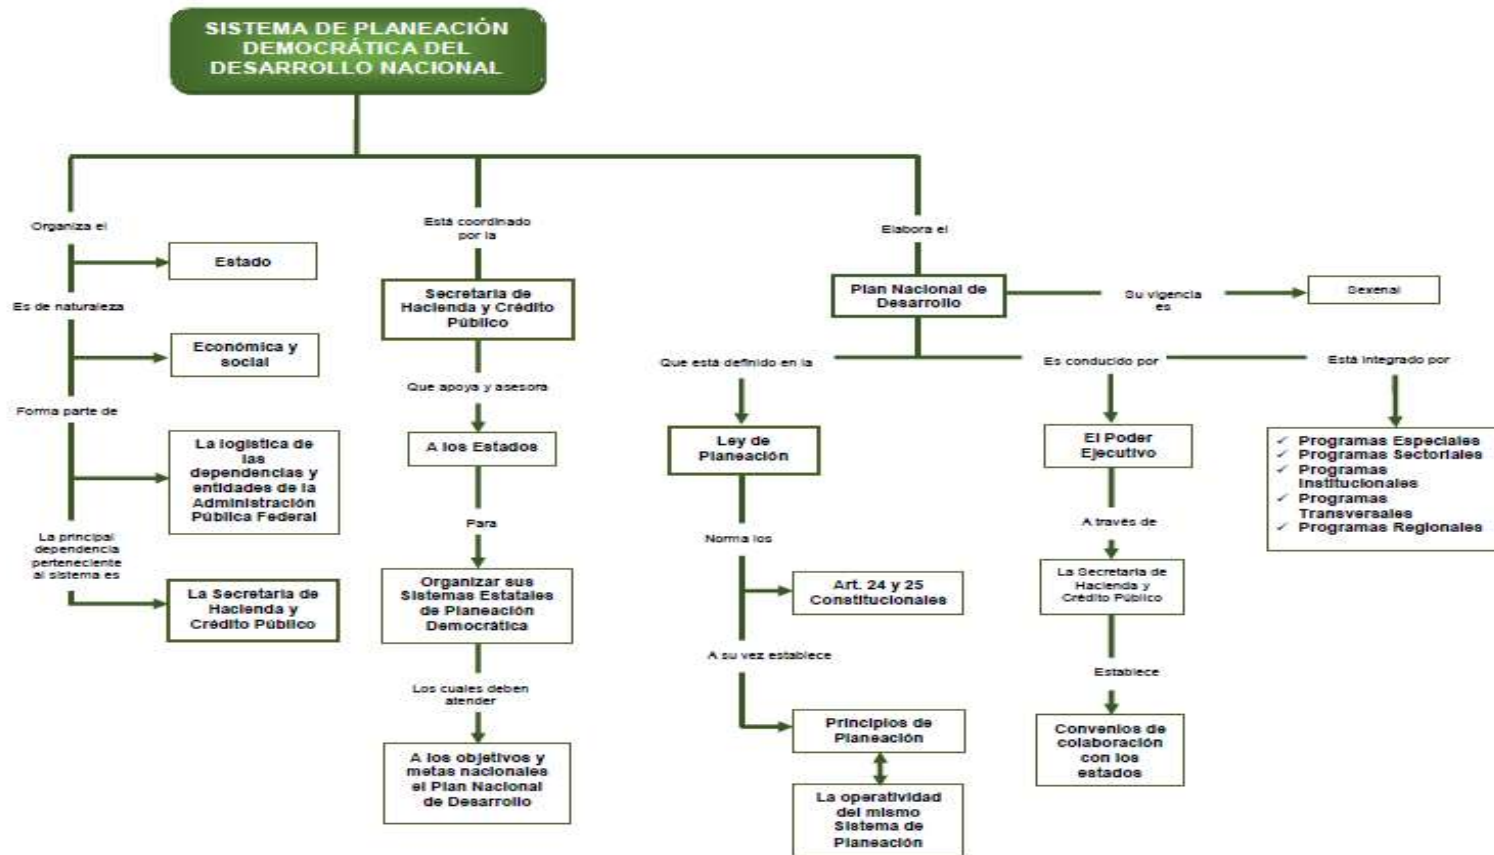 SISTEMA DE PLANEACIÓN
DEMOCRÁTICA DEL
DESARROLLO NACIONAL
Organiza el
Estado
Es de naturaleza
Económica y
social
Forma parte de
La logística de
las
dependencias y
entidades de la
Administración
Pública Federal
La principal
dependencia
perteneciente
al sistema es
La Secretaria de
Hacienda y
Crédito Público
Está coordinado
por la
Secretaria de
Hacienda y Crédito
Público
Que apoya y asesora
A los Estados
Para
Organizar sus
Sistemas Estatales
de Planeación
Democrática
Los cuales deben
atender
A los objetivos y
metas nacionales
el Plan Nacional
de Desarrollo
Elabora el
Plan Nacional de
Desarrollo
Su vigencia
es
Sexenal
Que está definido en la
Ley de
Planeación
Norma los
Art. 24 y 25
Constitucionales
A su vez establece
Principios de
Planeación
La operatividad
del mismo
Sistema de
Planeación
Es conducido por
El Poder
Ejecutivo
A través de
La Secretaria de
Hacienda y
Crédito Público
Establece
Convenios de
colaboración
con los
estados
Está integrado por
✓ Programas Especiales
✓ Programas Sectoriales
✓ Programas
Institucionales
✓ Programas
Transversales
✓ Programas Regionales